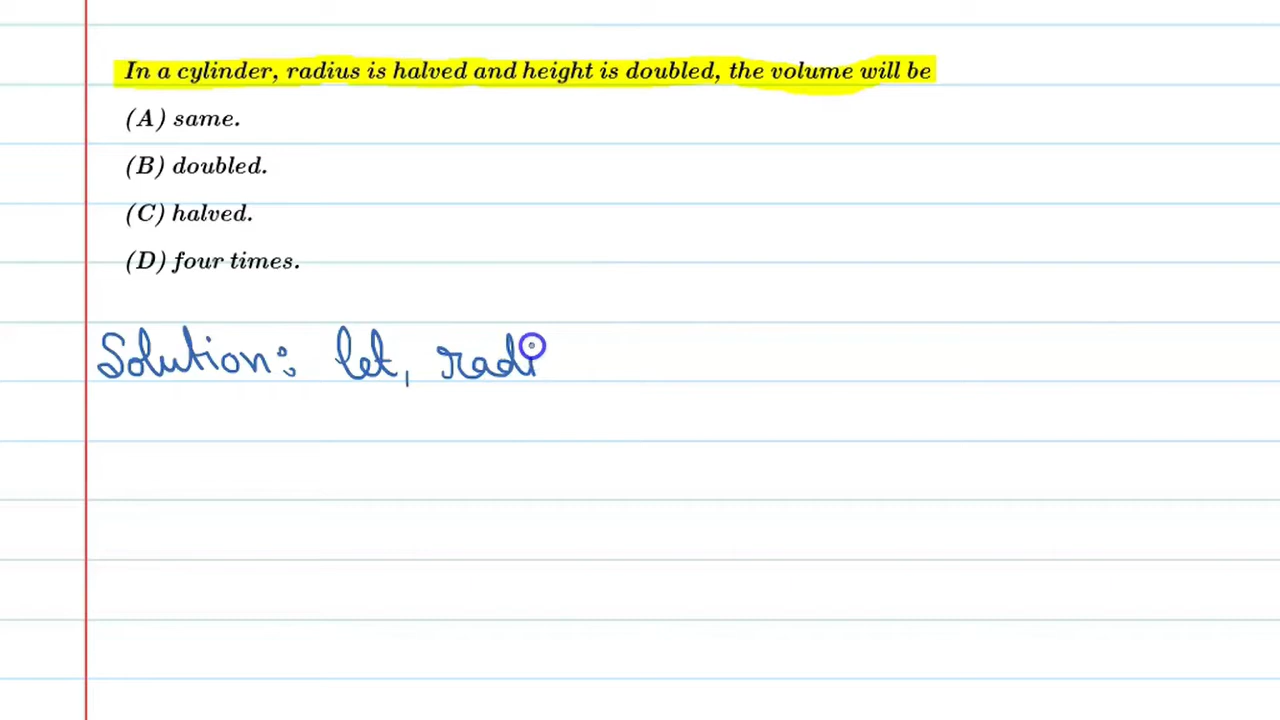 In a cylinder, radius is halved and height is doubled, the volume will be
(A) same.
(B) doubled.
(C) halved.
(D) four times.
Solution: let, radi